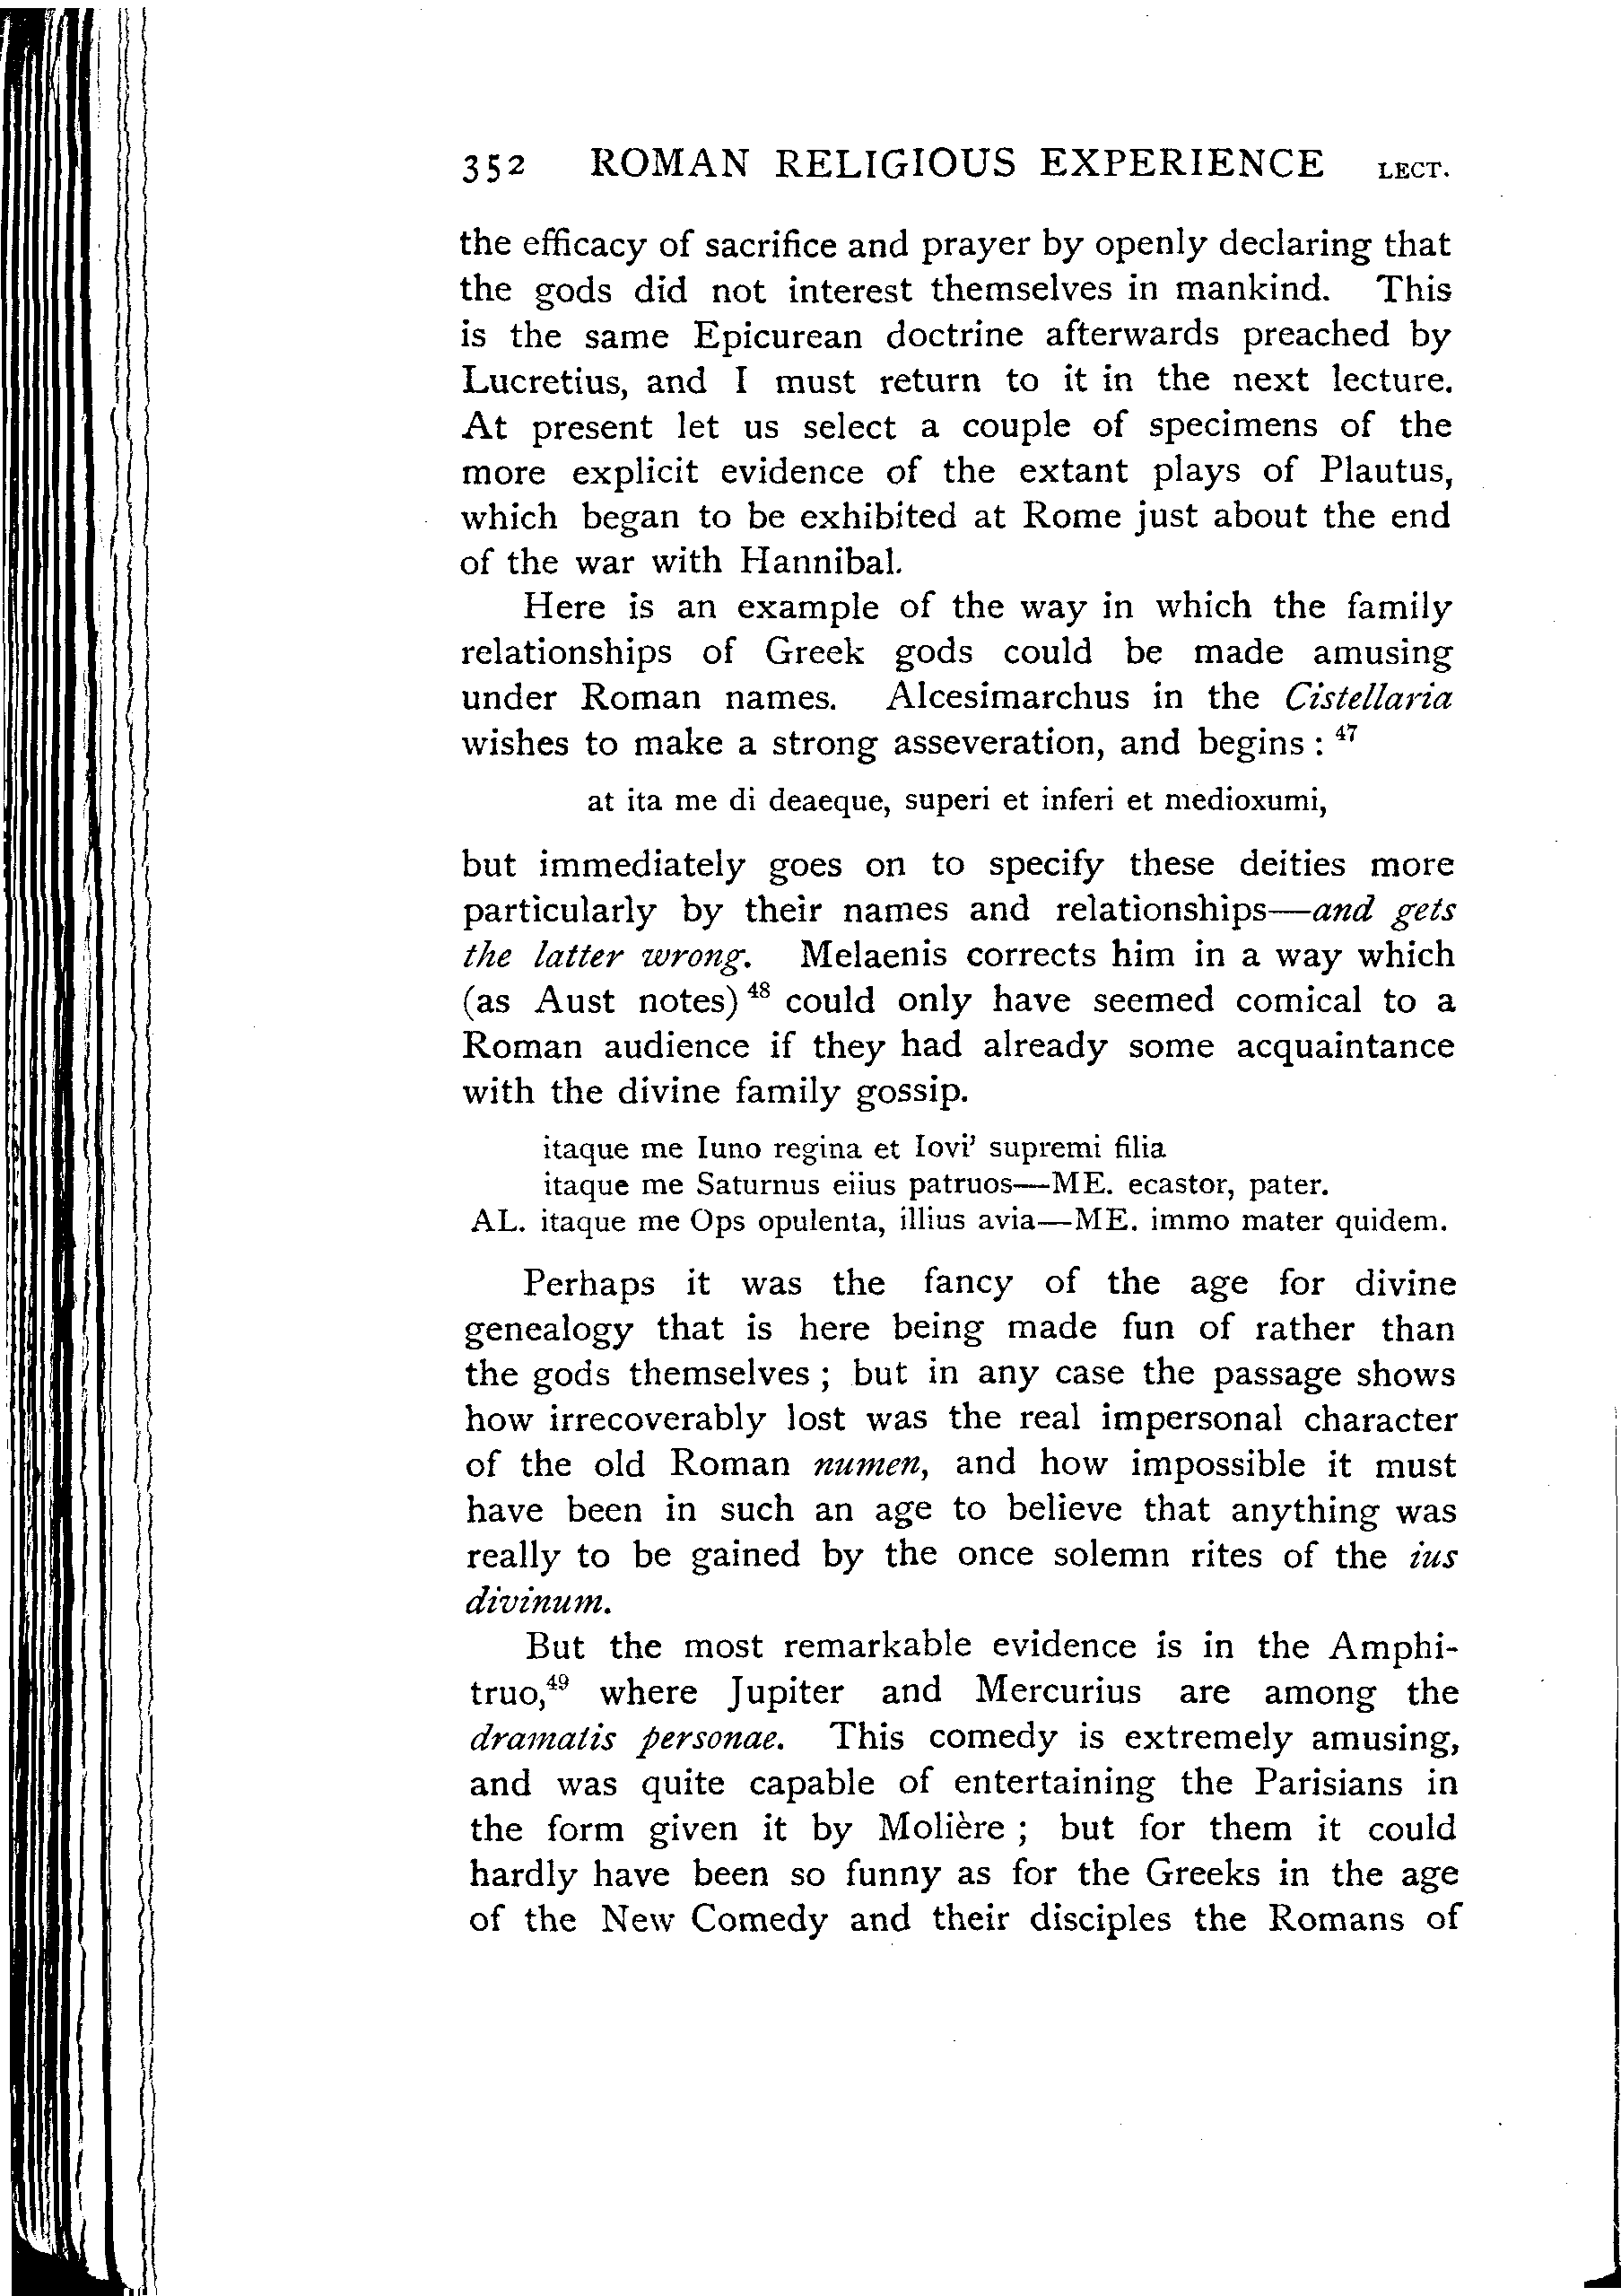 352 ROMAN RELIGIOUS EXPERIENCE LECT.
the efficacy of sacrifice and prayer by openly declaring that
the gods did not interest themselves in mankind. This
is the same Epicurean doctrine afterwards preached by
Lucretius, and I must return to it in the next lecture.
At present let us select a couple of specimens of the
more explicit evidence of the extant plays of Plautus,
which began to be exhibited at Rome just about the end
of the war with Hannibal.
Here is an example of the way in which the family
relationships of Greek gods could be made amusing
under Roman names. Alcesimarchus in the Cistellaria
wishes to make a strong asseveration, and begins : 47
at ita me di deaeque, superi et inferi et medioxumi,
but immediately goes on to specify these deities more
particularly by their names and relationships—and gets
the latter wrong. Melaenis corrects him in a way which
(as Aust notes) 48 could only have seemed comical to a
Roman audience if they had already some acquaintance
with the divine family gossip.
itaque me Iuno regina et Iovi' supremi filia
itaque me Saturnus eiius patruos—ME. ecastor, pater.
AL. itaque me Ops opulenta, illius avia—ME. immo mater quidem.
Perhaps it was the fancy of the age for divine
genealogy that is here being made fun of rather than
the gods themselves ; but in any case the passage shows
how irrecoverably lost was the real impersonal character
of the old Roman numen, and how impossible it must
have been in such an age to believe that anything was
really to be gained by the once solemn rites of the ius
divinum.
But the most remarkable evidence is in the Amphi-
truo,49 where Jupiter and Mercurius are among the
dramatis personae. This comedy is extremely amusing,
and was quite capable of entertaining the Parisians in
the form given it by Molière ; but for them it could
hardly have been so funny as for the Greeks in the age
of the New Comedy and their disciples the Romans of